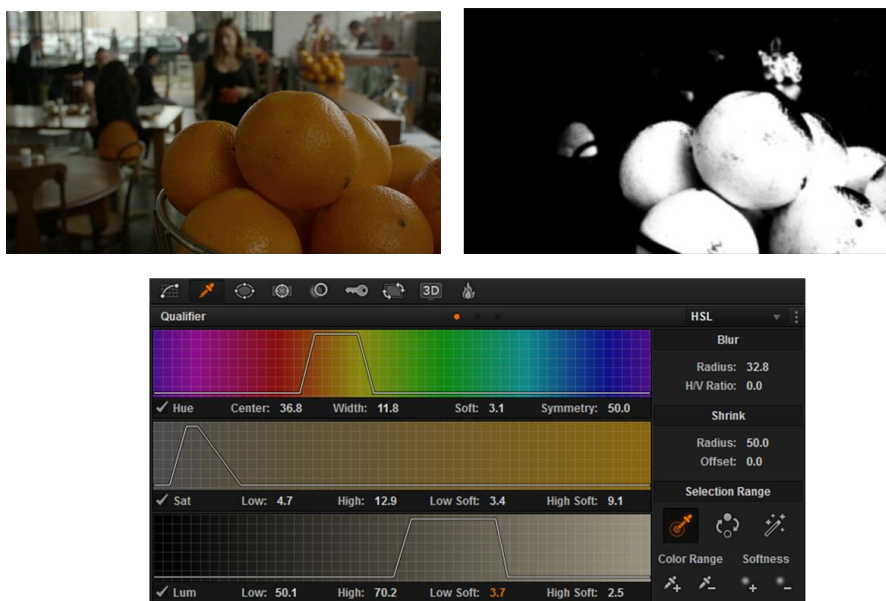 3D
Qualifier
HSL
Blur
Radius: 32.8
H/V Ratio: 0.0
Hue Center: 36.8 Width: 11.8 Soft: 3.1 Symmetry: 50.0
Shrink
Radius: 50.0
Offset: 0.0
Sat Low: 4.7 High: 12.9 Low Soft: 3.4 High Soft: 9.1
Selection Range
Color Range Softness
Lum Low: 50.1 High: 70.2 Low Soft: 3.7 High Soft: 2.5